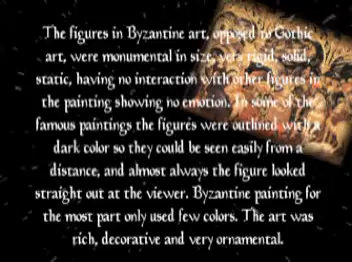 The figures in Byzantine art, opposed to Gothic
art, were monumental in size, very rigid, solid,
static, having no interaction with other figures in
the painting showing no emotion. In some of the
famous paintings the figures were outlined with a
dark color so they could be seen easily from a
distance, and almost always the figure looked
straight out at the viewer. Byzantine painting for
the most part only used few colors. The art was
rich, decorative and very ornamental.